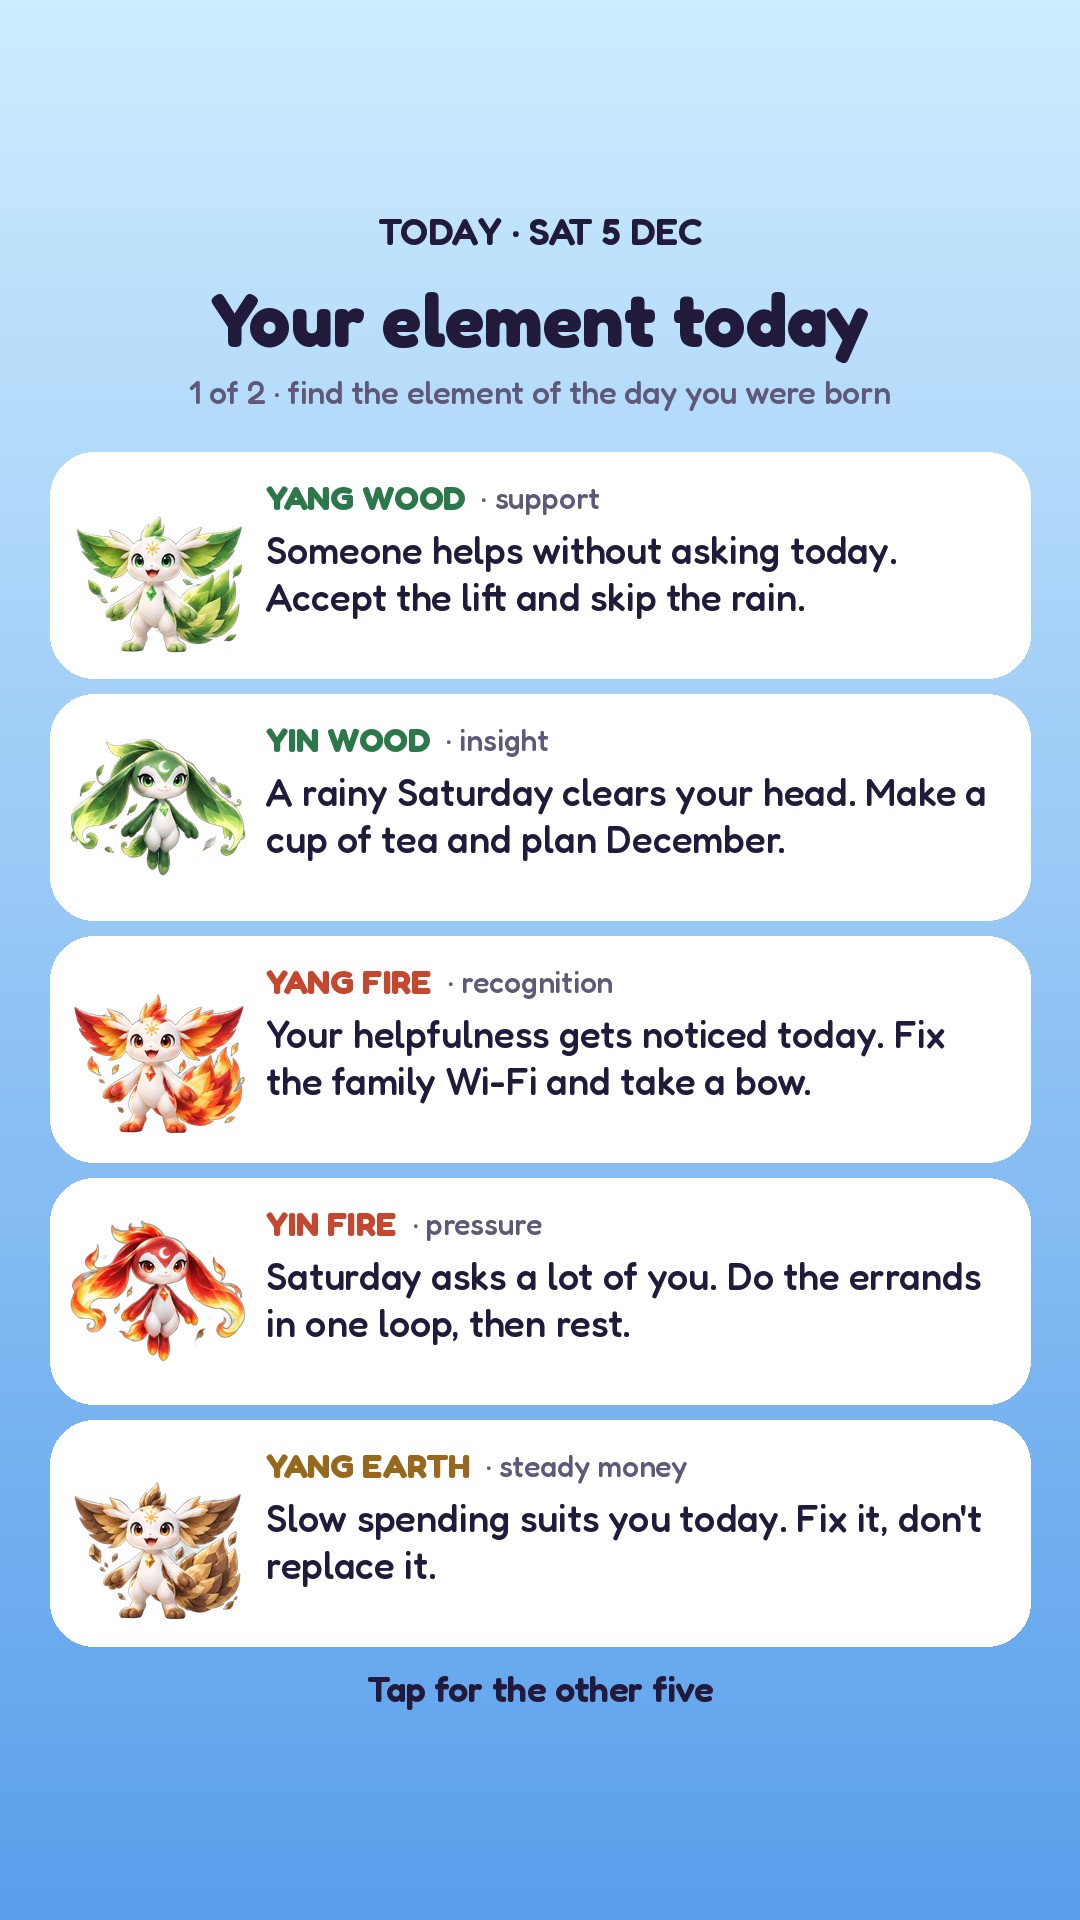 TODAY · SAT 5 DEC
Your element today
1 of 2 · find the element of the day you were born
YANG WOOD · support
Someone helps without asking today.
Accept the lift and skip the rain.
YIN WOOD · insight
A rainy Saturday clears your head. Make a
cup of tea and plan December.
YANG FIRE · recognition
Your helpfulness gets noticed today. Fix
the family Wi-Fi and take a bow.
YIN FIRE · pressure
Saturday asks a lot of you. Do the errands
in one loop, then rest.
YANG EARTH · steady money
Slow spending suits you today. Fix it, don't
replace it.
Tap for the other five